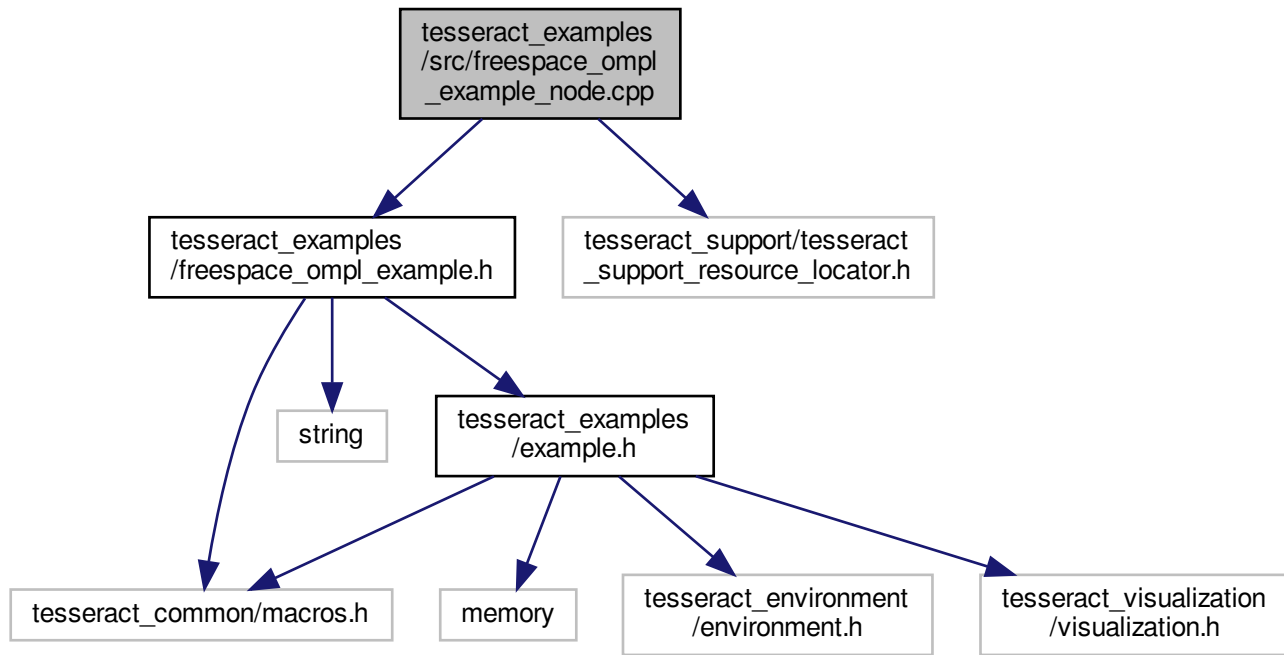 tesseract_examples
/src/freespace_ompl
_example_node.cpp
tesseract_examples
/freespace_ompl_example.h
tesseract_support/tesseract
_support_resource_locator.h
string
tesseract_examples
/example.h
tesseract_common/macros.h
memory
tesseract_environment
/environment.h
tesseract_visualization
/visualization.h